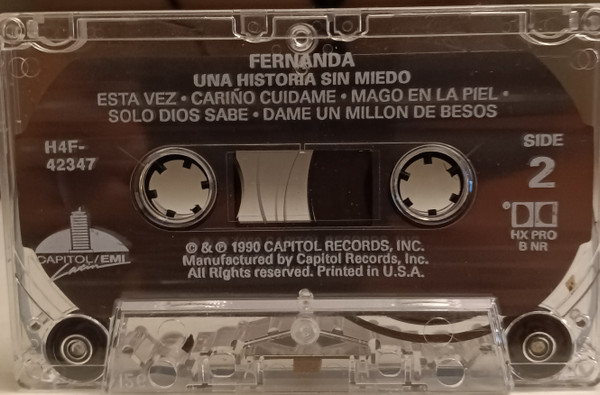 FERNANDA
UNA HISTORIA SIN MIEDO
ESTA VEZ • CARIÑO CUIDAME • MAGO EN LA PIEL •
SOLO DIOS SABE • DAME UN MILLON DE BESOS
H4F-
42347
SIDE
2
HX PRO
B NR
CAPITOL/EMI
Latin
© & ℗ 1990 CAPITOL RECORDS, INC.
Manufactured by Capitol Records, Inc.
All Rights reserved. Printed in U.S.A.